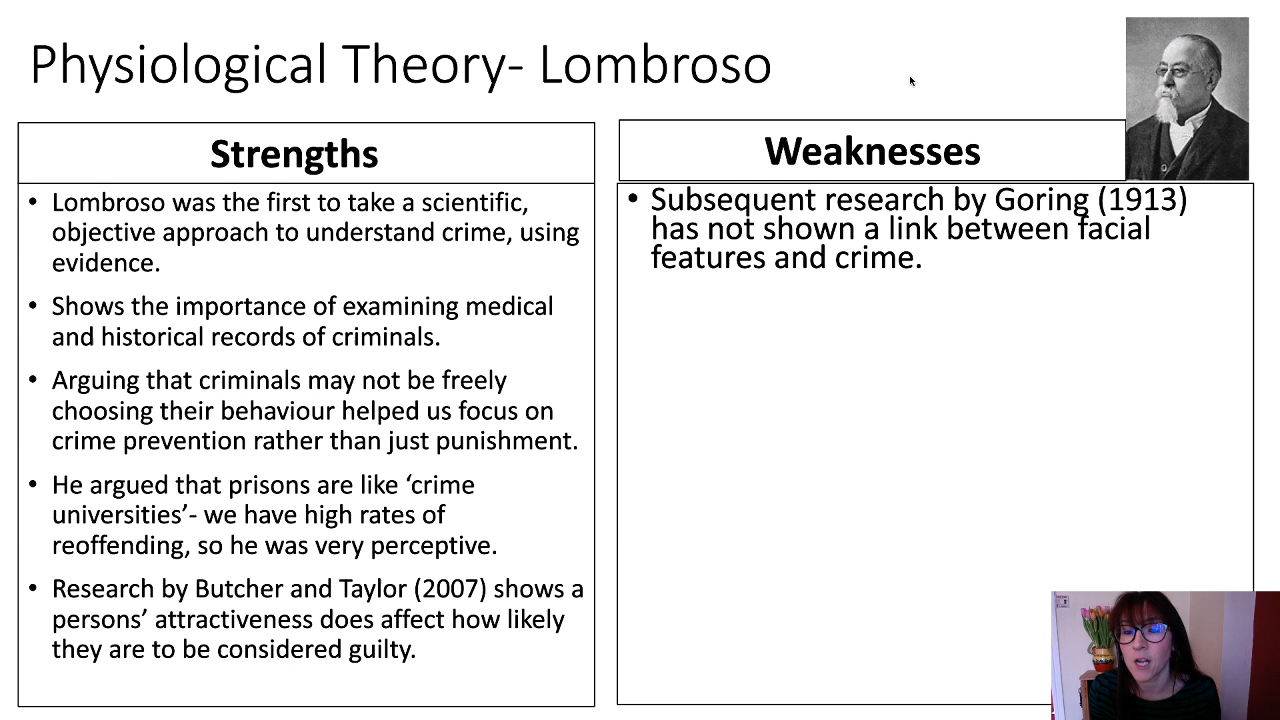 Physiological Theory- Lombroso
Strengths
• Lombroso was the first to take a scientific,
objective approach to understand crime, using
evidence.
• Shows the importance of examining medical
and historical records of criminals.
• Arguing that criminals may not be freely
choosing their behaviour helped us focus on
crime prevention rather than just punishment.
• He argued that prisons are like ‘crime
universities’- we have high rates of
reoffending, so he was very perceptive.
• Research by Butcher and Taylor (2007) shows a
persons’ attractiveness does affect how likely
they are to be considered guilty.
Weaknesses
• Subsequent research by Goring (1913)
has not shown a link between facial
features and crime.